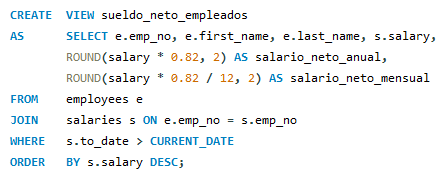 CREATE VIEW sueldo_neto_empleados
AS SELECT e.emp_no, e.first_name, e.last_name, s.salary,
ROUND(salary * 0.82, 2) AS salario_neto_anual,
ROUND(salary * 0.82 / 12, 2) AS salario_neto_mensual
FROM employees e
JOIN salaries s ON e.emp_no = s.emp_no
WHERE s.to_date > CURRENT_DATE
ORDER BY s.salary DESC;